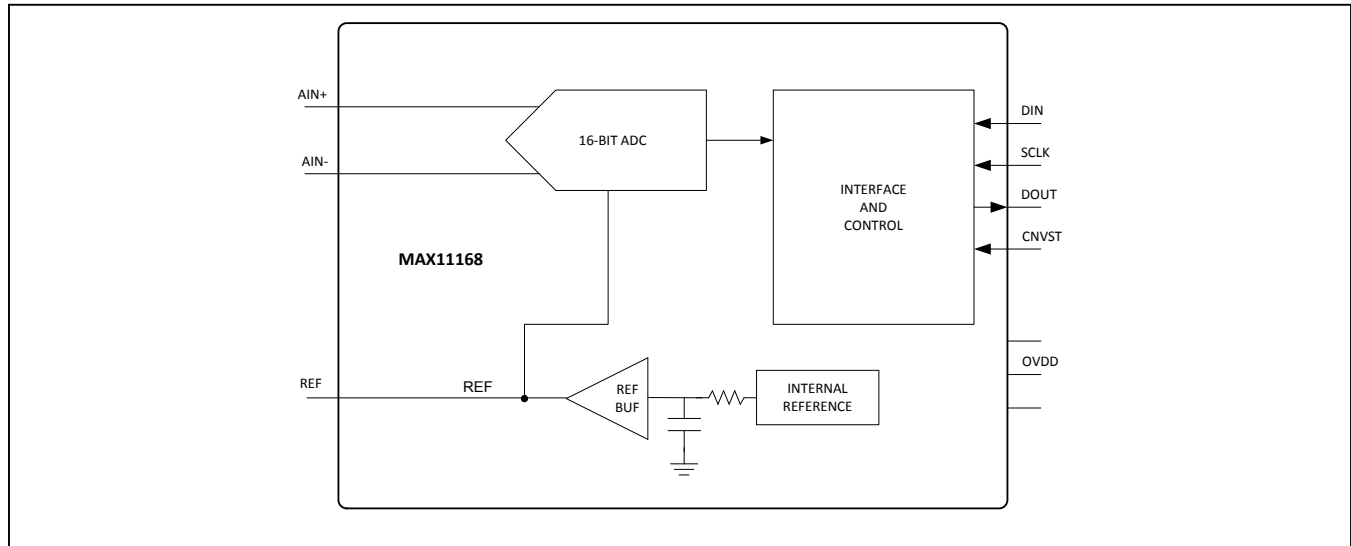 AIN+
AIN-
16-BIT ADC
INTERFACE
AND
CONTROL
DIN
SCLK
DOUT
CNVST
MAX11168
OVDD
REF
REF
REF
BUF
INTERNAL
REFERENCE